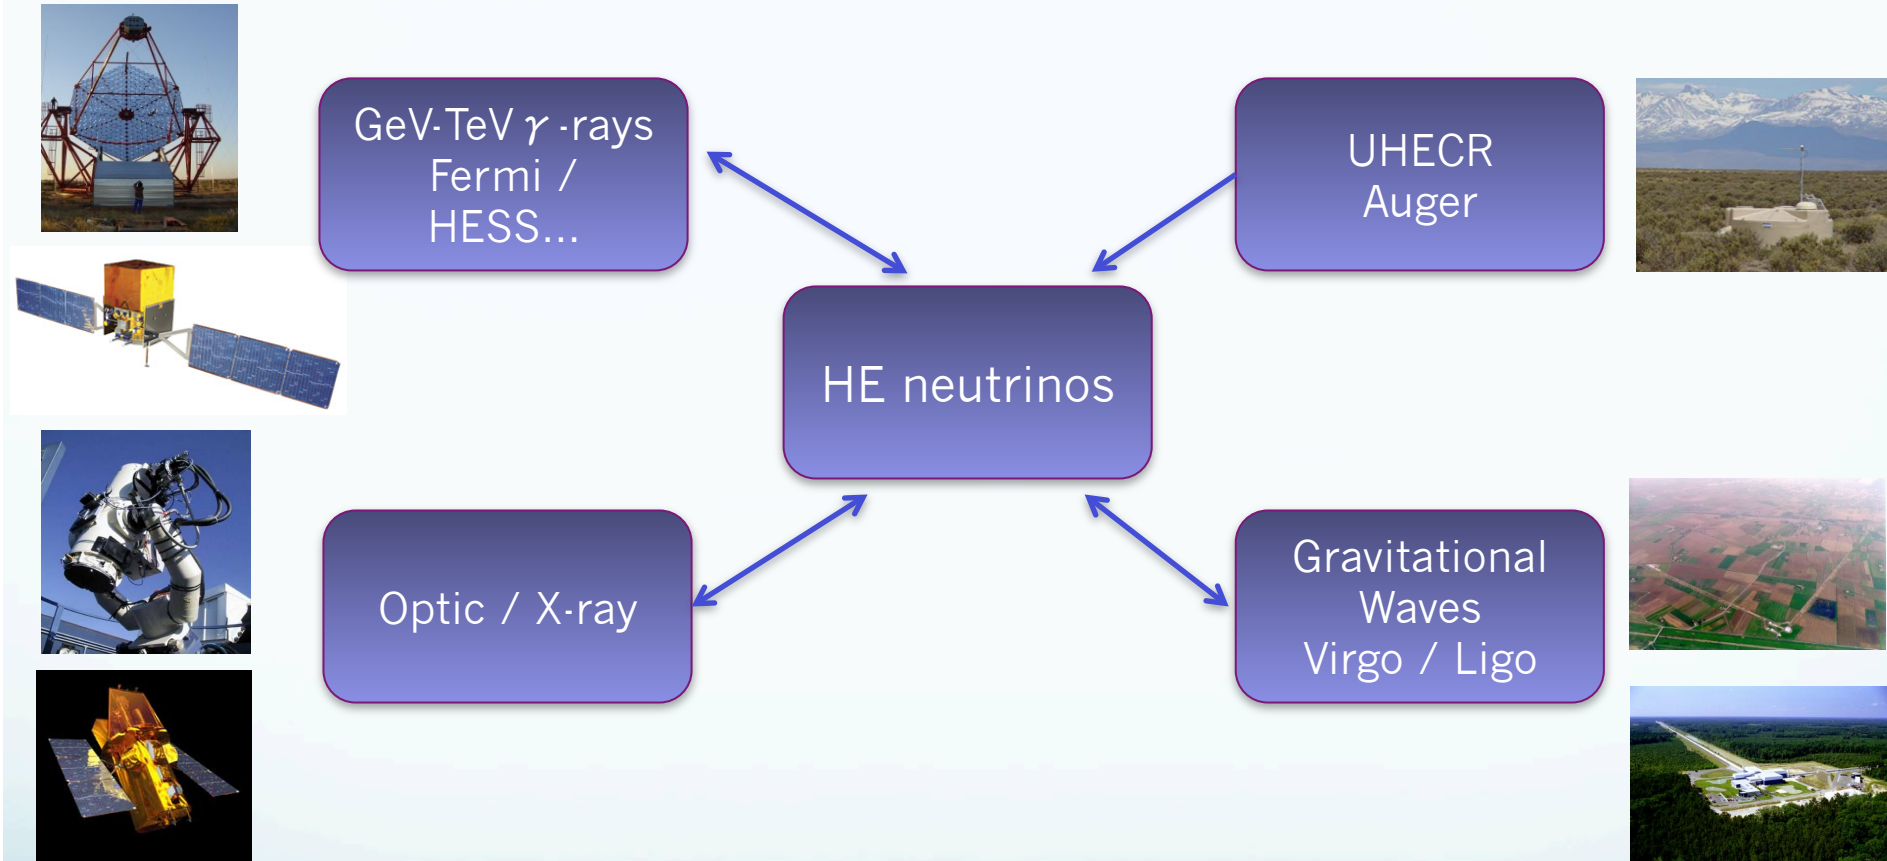 GeV-TeV γ -rays
Fermi /
HESS...
UHECR
Auger
HE neutrinos
Optic / X-ray
Gravitational
Waves
Virgo / Ligo